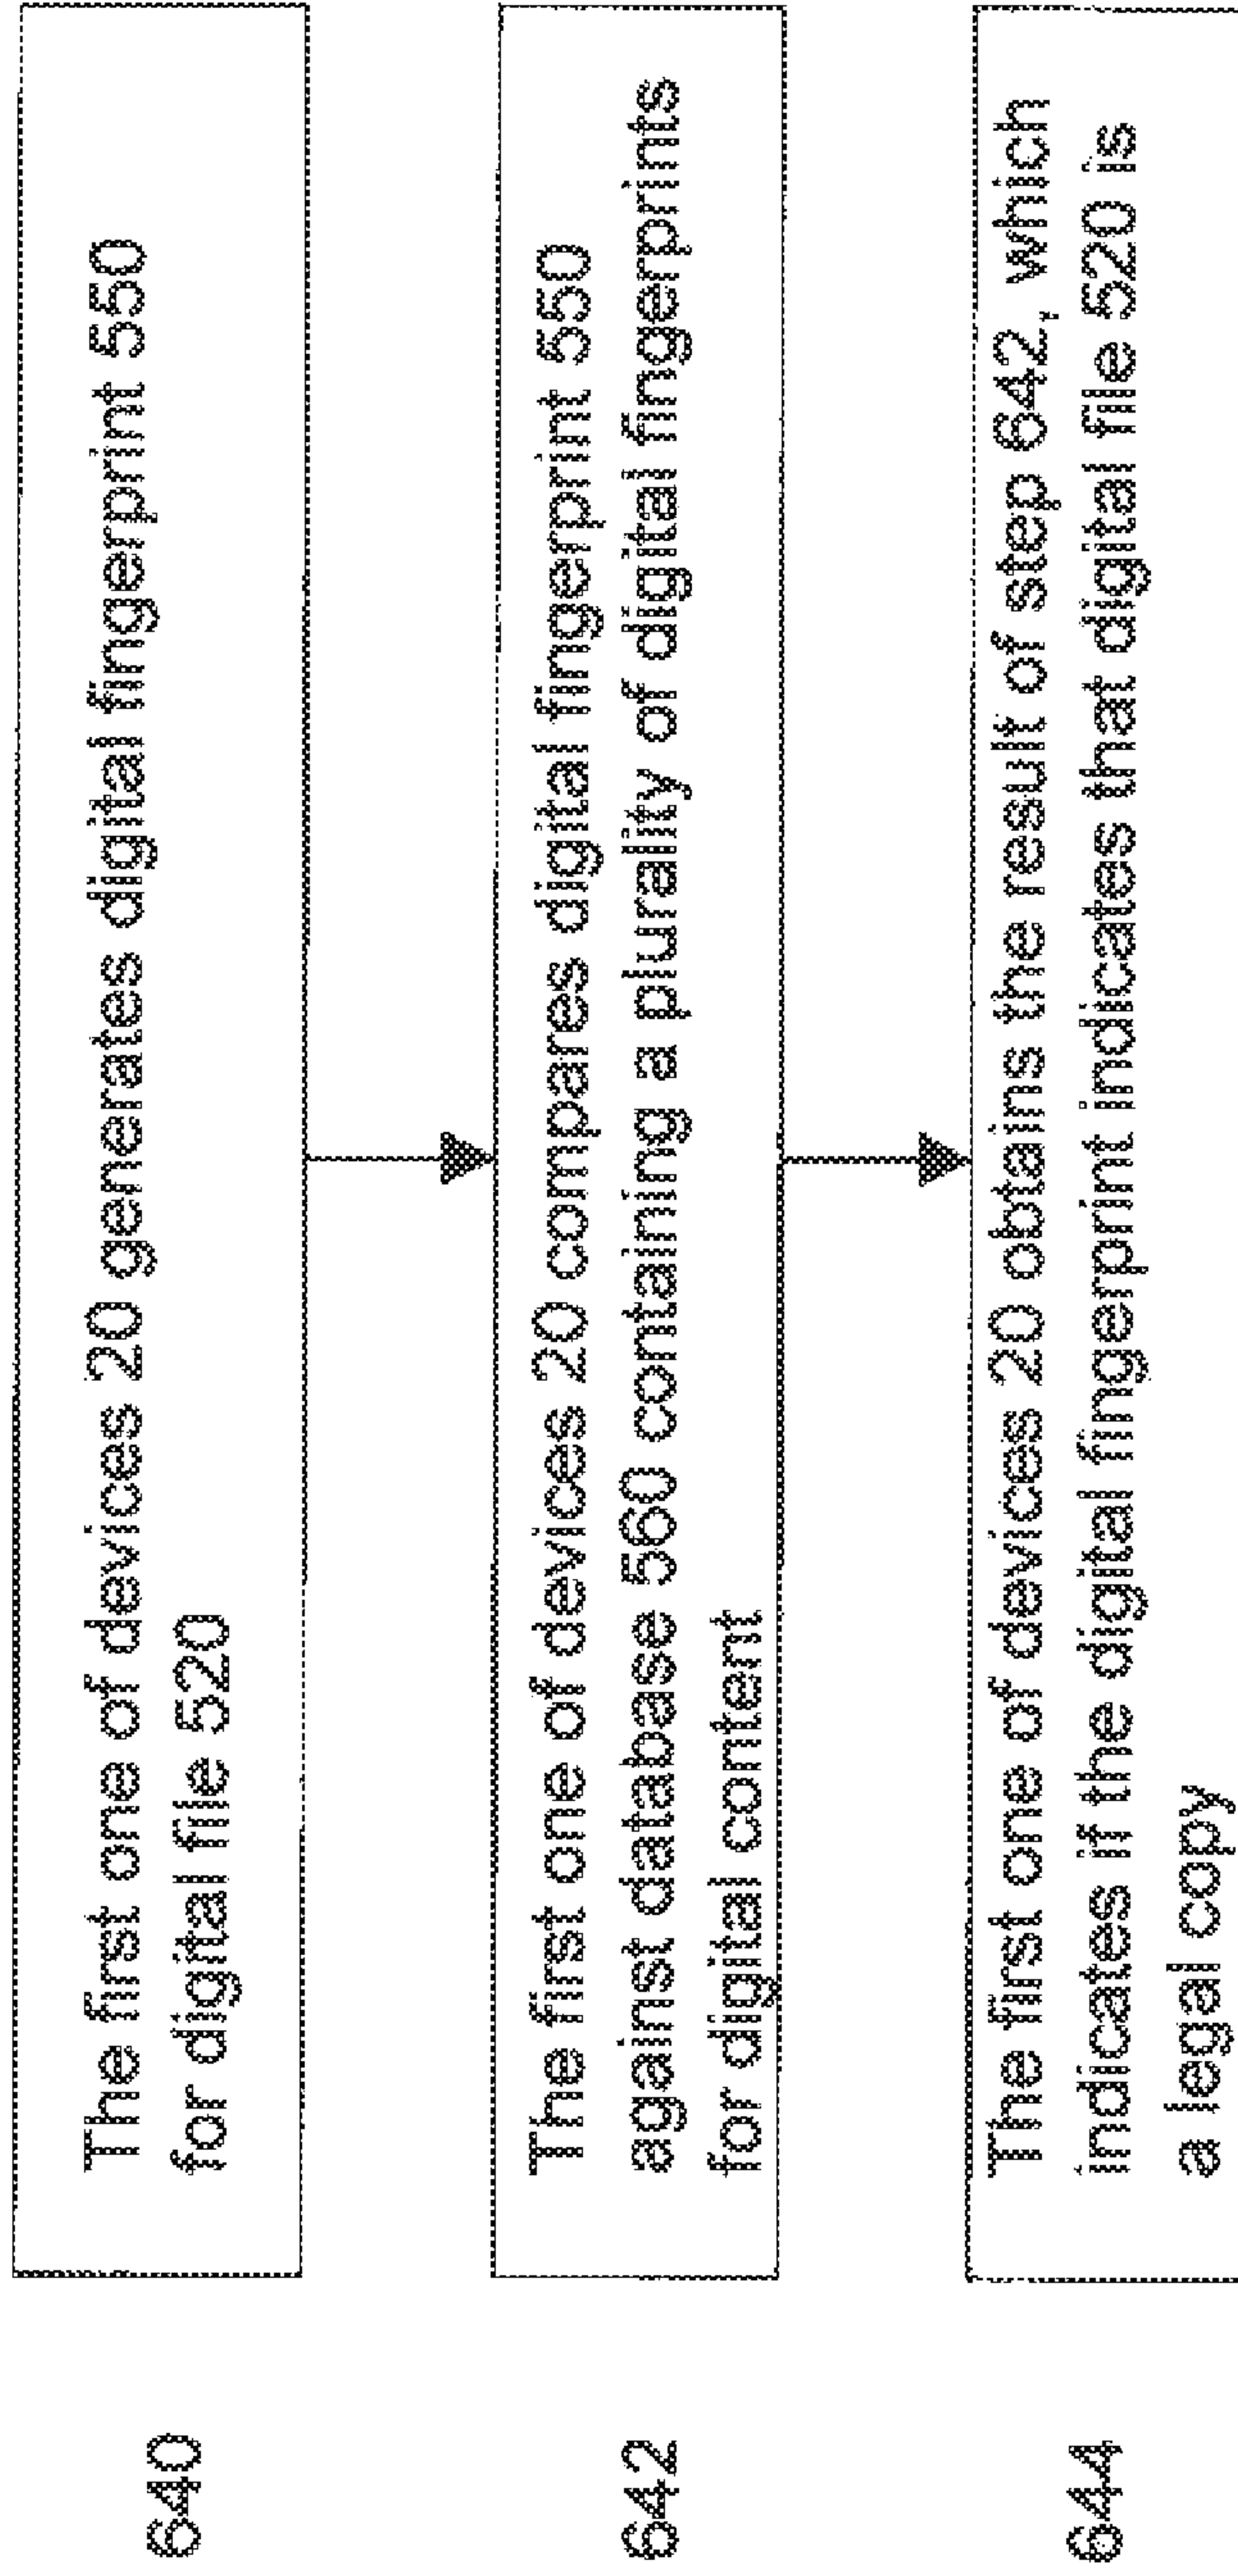 640
The first one of devices 20 generates digital fingerprint 550
for digital file 520
642
The first one of devices 20 compares digital fingerprint 550
against database 560 containing a plurality of digital fingerprints
for digital content
644
The first one of devices 20 obtains the result of step 642, which
indicates if the digital fingerprint indicates that digital file 520 is
a legal copy